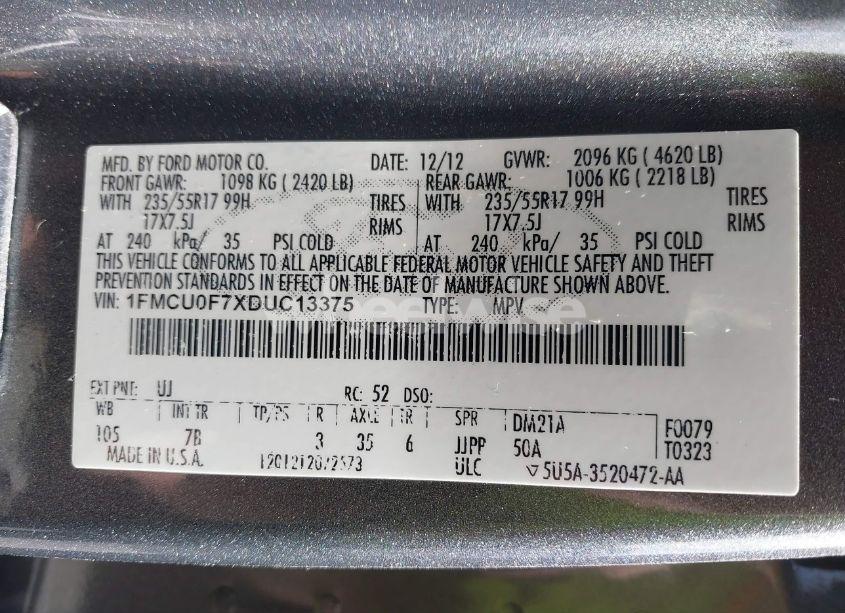 MFD. BY FORD MOTOR CO. DATE: 12/12 GVWR: 2096 KG ( 4620 LB)
FRONT GAWR: 1098 KG ( 2420 LB) REAR GAWR: 1006 KG ( 2218 LB)
WITH 235/55R17 99H TIRES WITH 235/55R17 99H TIRES
17X7.5J RIMS 17X7.5J RIMS
AT 240 kPa/ 35 PSI COLD AT 240 kPa/ 35 PSI COLD
THIS VEHICLE CONFORMS TO ALL APPLICABLE FEDERAL MOTOR VEHICLE SAFETY AND THEFT
PREVENTION STANDARDS IN EFFECT ON THE DATE OF MANUFACTURE SHOWN ABOVE.
VIN: 1FMCU0F7XDUC13375 TYPE: MPV
EXT PNT: UJ RC: 52 DSO:
WB INT TR TP/PS R AXLE TR SPR DM21A F0079
105 7B 3 35 6 JJPP 50A T0323
MADE IN U.S.A. ULC 5U5A-3520472-AA